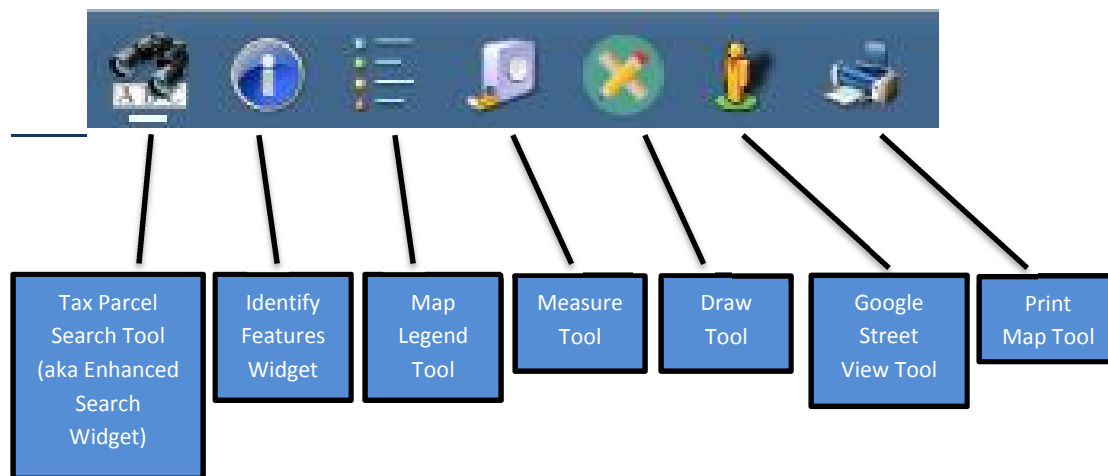 Tax Parcel
Search Tool
(aka Enhanced
Search
Widget)
Identify
Features
Widget
Map
Legend
Tool
Measure
Tool
Draw
Tool
Google
Street
View Tool
Print
Map Tool